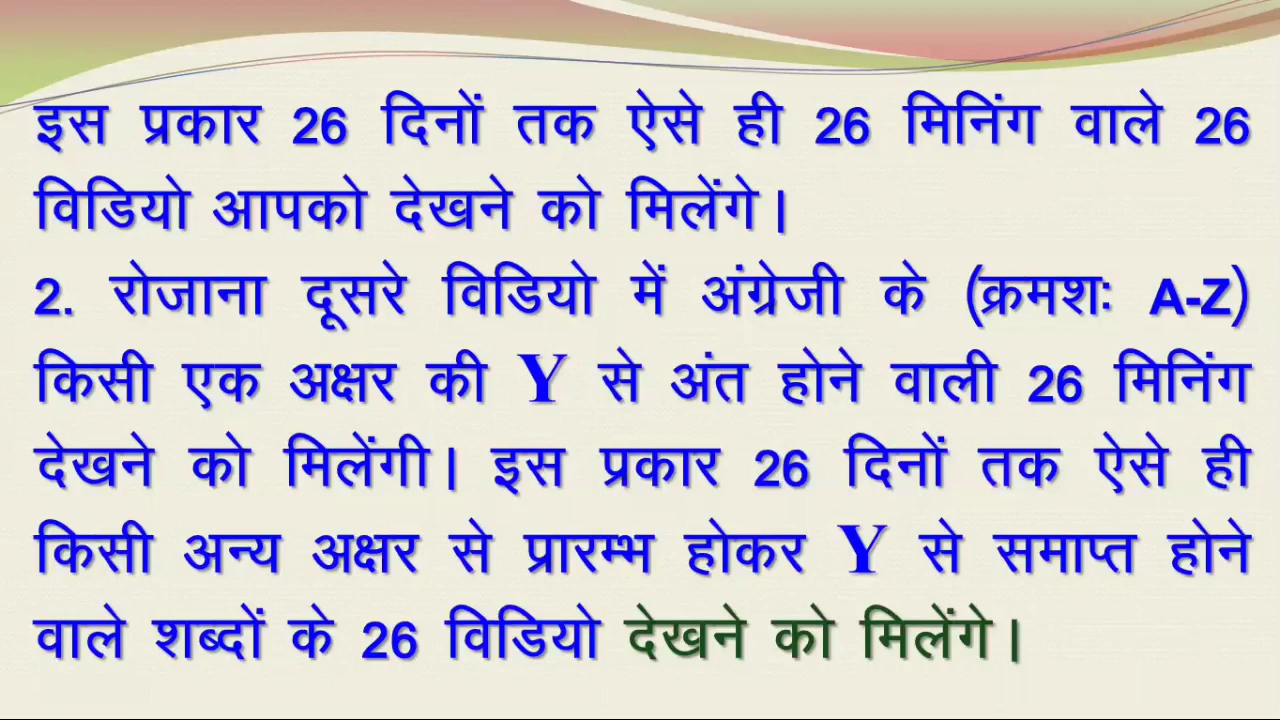 इस प्रकार 26 दिनों तक ऐसे ही 26 मिनिंग वाले 26
विडियो आपको देखने को मिलेंगे।
2. रोजाना दूसरे विडियो में अंग्रेजी के (क्रमशः A-Z)
किसी एक अक्षर की Y से अंत होने वाली 26 मिनिंग
देखने को मिलेंगी। इस प्रकार 26 दिनों तक ऐसे ही
किसी अन्य अक्षर से प्रारम्भ होकर Y से समाप्त होने
वाले शब्दों के 26 विडियो देखने को मिलेंगे।